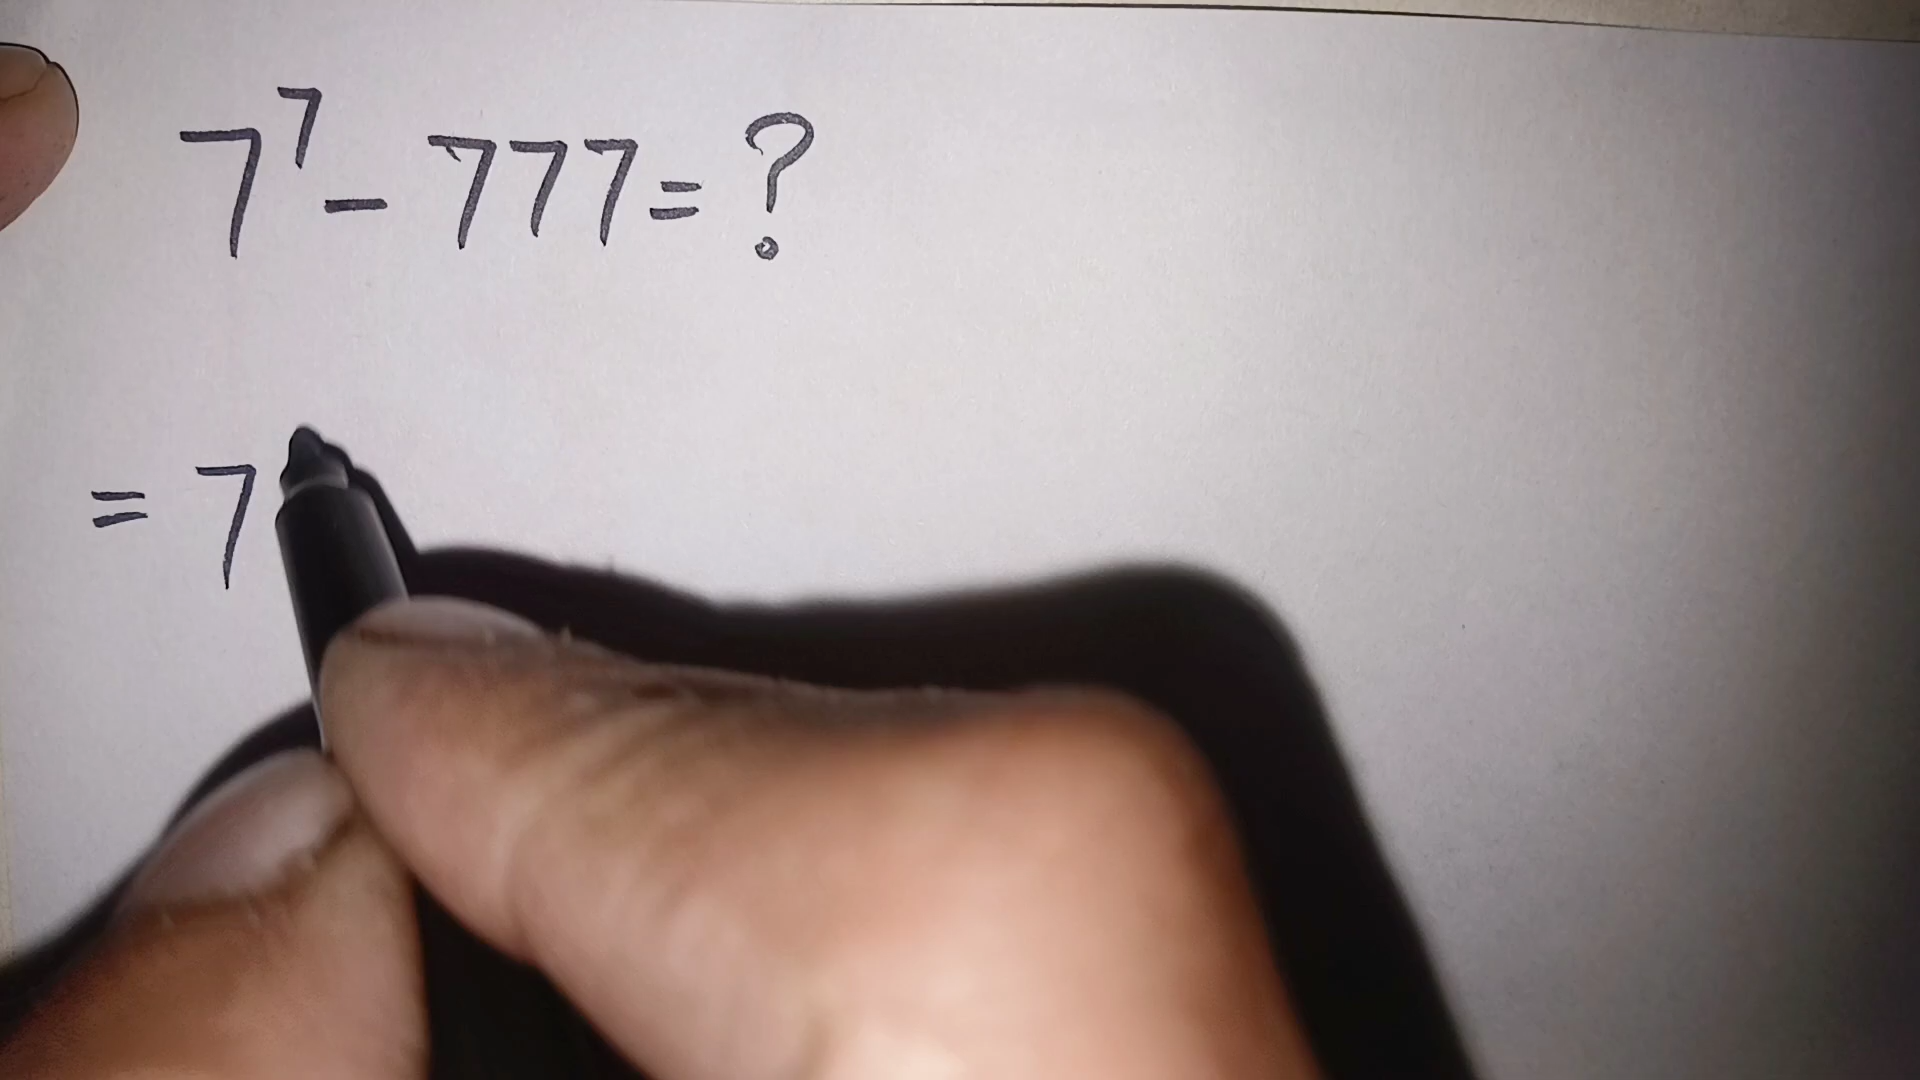 7⁷ - 777 = ?
= 7